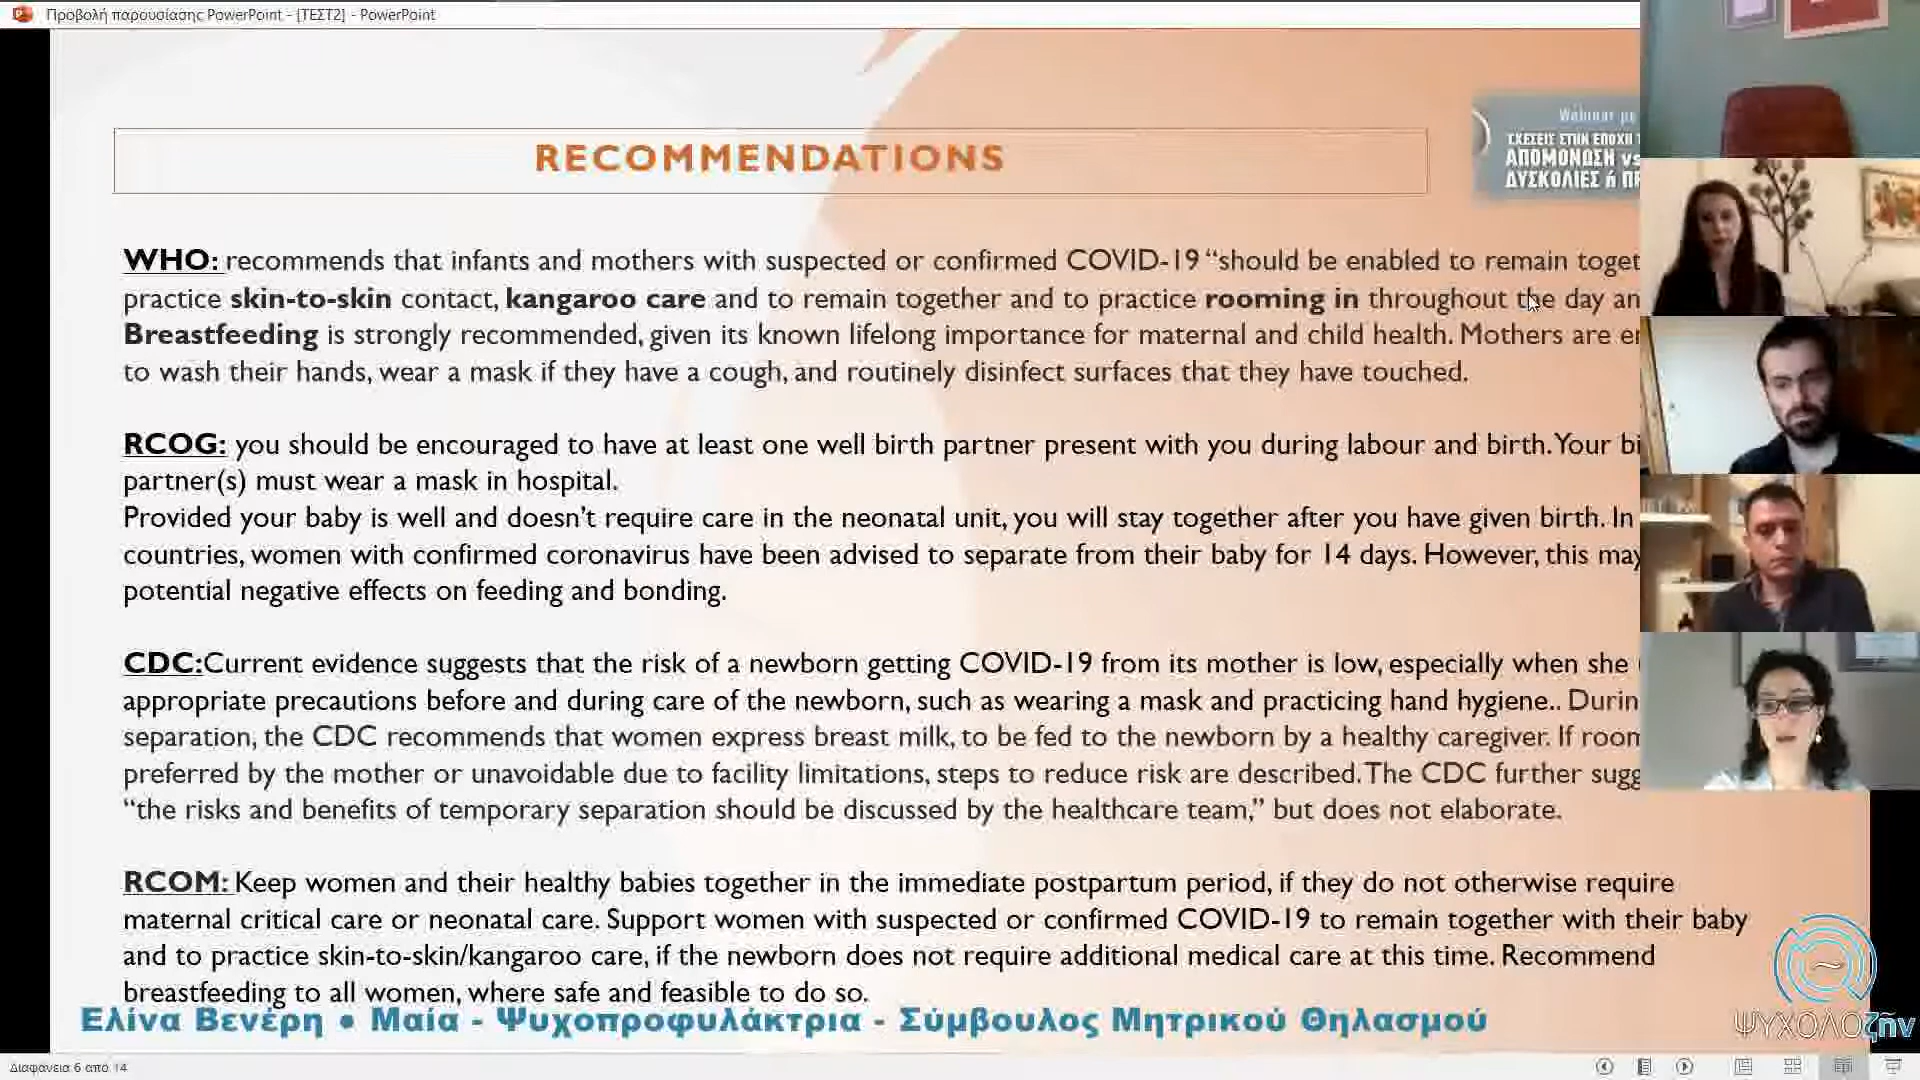 Προβολή παρουσίασης PowerPoint - [ΤΕΣΤ2] - PowerPoint
Webinar με
ΣΧΕΣΕΙΣ ΣΤΗΝ ΕΠΟΧΗ
ΑΠΟΜΟΝΩΣΗ vs
ΔΥΣΚΟΛΙΕΣ ή
RECOMMENDATIONS
WHO: recommends that infants and mothers with suspected or confirmed COVID-19 “should be enabled to remain
practice skin-to-skin contact, kangaroo care and to remain together and to practice rooming in throughout the day
Breastfeeding is strongly recommended, given its known lifelong importance for maternal and child health. Mothers are
to wash their hands, wear a mask if they have a cough, and routinely disinfect surfaces that they have touched.
RCOG: you should be encouraged to have at least one well birth partner present with you during labour and birth. Your
partner(s) must wear a mask in hospital.
Provided your baby is well and doesn’t require care in the neonatal unit, you will stay together after you have given birth. In
countries, women with confirmed coronavirus have been advised to separate from their baby for 14 days. However, this may
potential negative effects on feeding and bonding.
CDC:Current evidence suggests that the risk of a newborn getting COVID-19 from its mother is low, especially when she
appropriate precautions before and during care of the newborn, such as wearing a mask and practicing hand hygiene..
separation, the CDC recommends that women express breast milk, to be fed to the newborn by a healthy caregiver. If
preferred by the mother or unavoidable due to facility limitations, steps to reduce risk are described. The CDC further
“the risks and benefits of temporary separation should be discussed by the healthcare team,” but does not elaborate.
RCOM: Keep women and their healthy babies together in the immediate postpartum period, if they do not otherwise require
maternal critical care or neonatal care. Support women with suspected or confirmed COVID-19 to remain together with their baby
and to practice skin-to-skin/kangaroo care, if the newborn does not require additional medical care at this time. Recommend
breastfeeding to all women, where safe and feasible to do so.
Ελίνα Βενέρη • Μαία - Ψυχοπροφυλάκτρια - Σύμβουλος Μητρικού Θηλασμού
ΨΥΧΟΛΟζῆν
Διαφάνεια 6 από 14